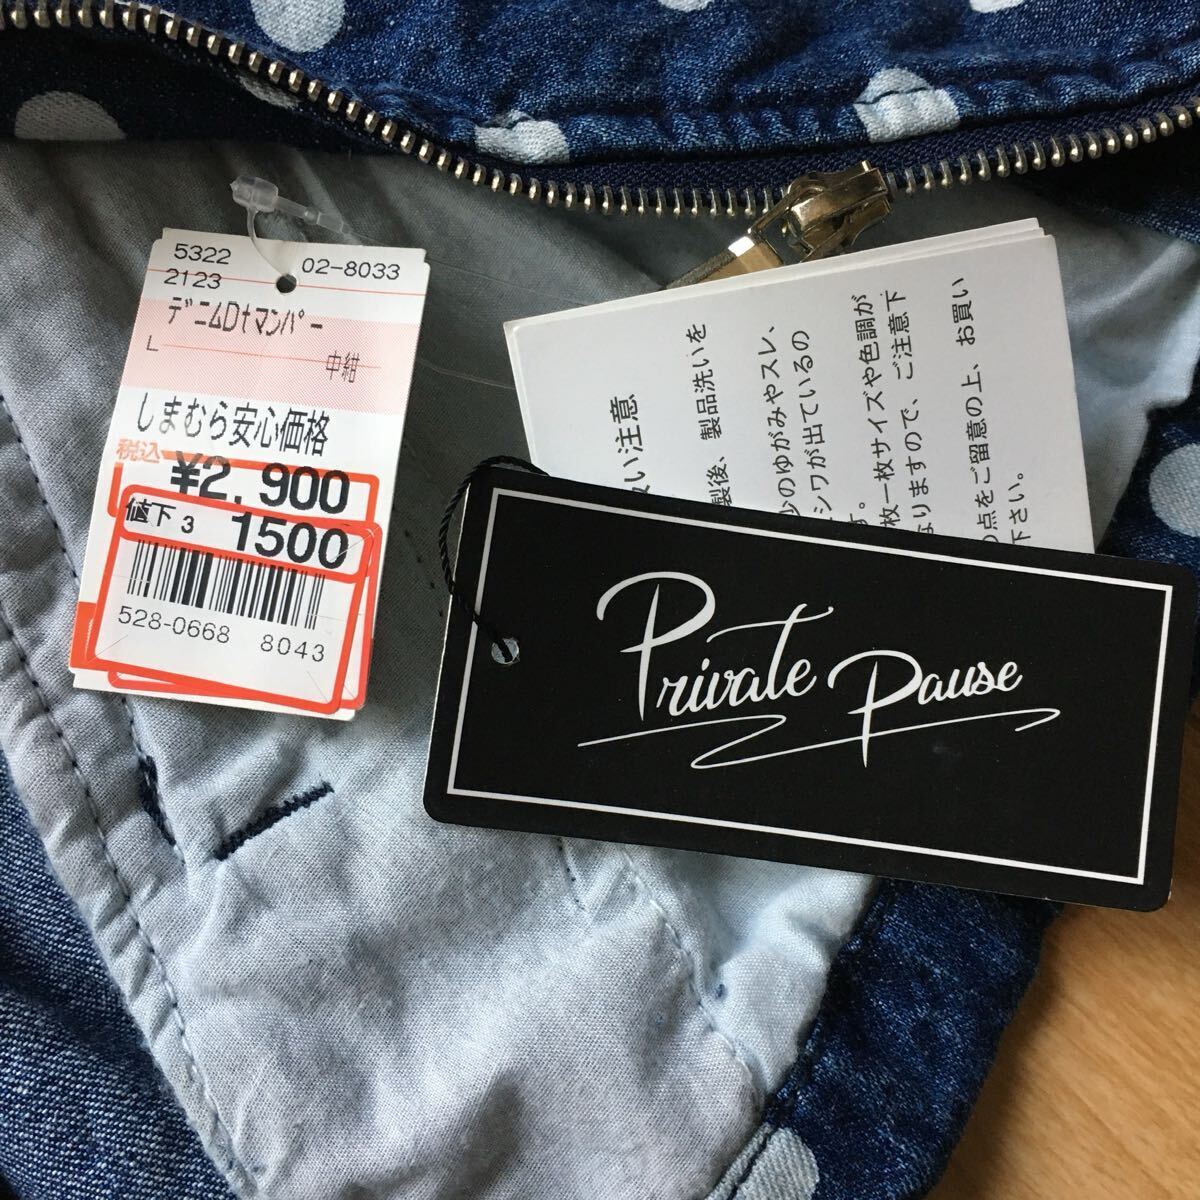 5322
02-8033
2123
ﾃﾞﾆﾑDtﾏﾝﾊﾟｰ
L
中紺
しまむら安心価格
税込
¥2,900
値下 3 1500
528-0668 8043
い注意
製後、製品洗いを
のゆがみやスレ、
シワが出ているの
す。
枚一枚サイズや色調が
なりますので、ご注意下
の点をご留意の上、お買い
下さい。
Private Pause